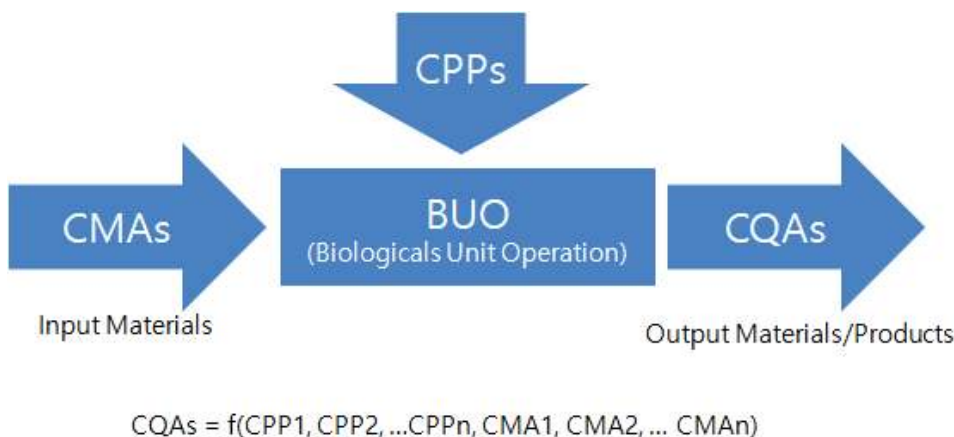 CPPs
CMAs
BUO
(Biologicals Unit Operation)
CQAs
Input Materials
Output Materials/Products
CQAs = f(CPP1, CPP2, ...CPPn, CMA1, CMA2, ... CMAn)